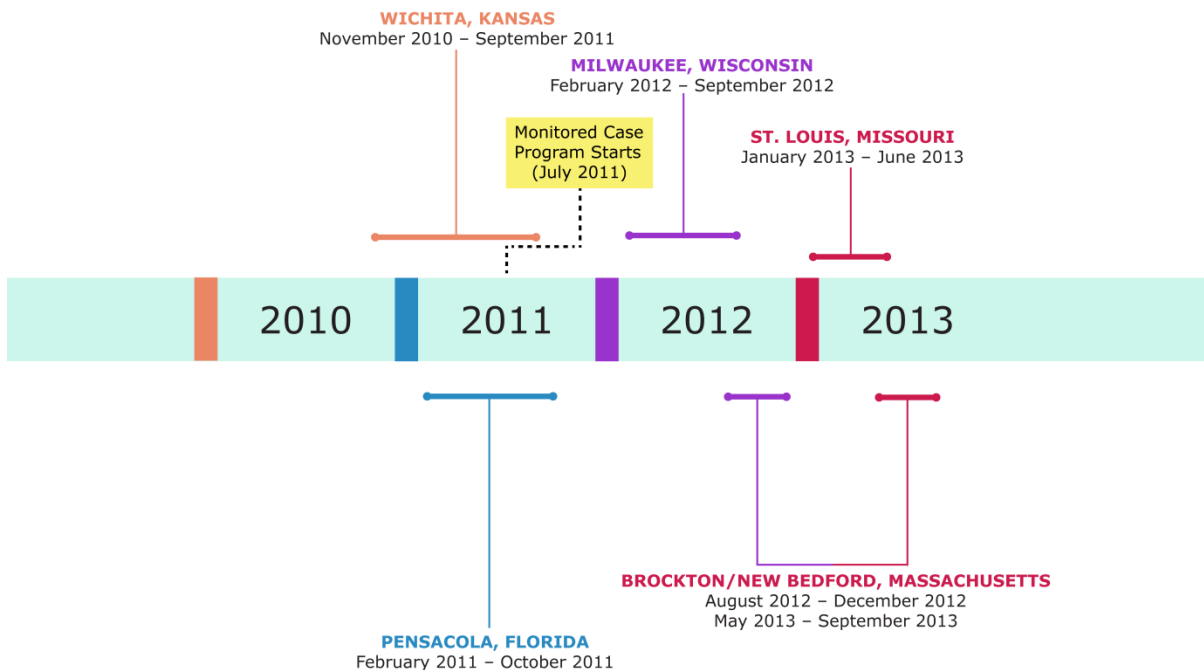 WICHITA, KANSAS
November 2010 – September 2011
MILWAUKEE, WISCONSIN
February 2012 – September 2012
Monitored Case
Program Starts
(July 2011)
ST. LOUIS, MISSOURI
January 2013 – June 2013
2010
2011
2012
2013
BROCKTON/NEW BEDFORD, MASSACHUSETTS
August 2012 – December 2012
May 2013 – September 2013
PENSACOLA, FLORIDA
February 2011 – October 2011